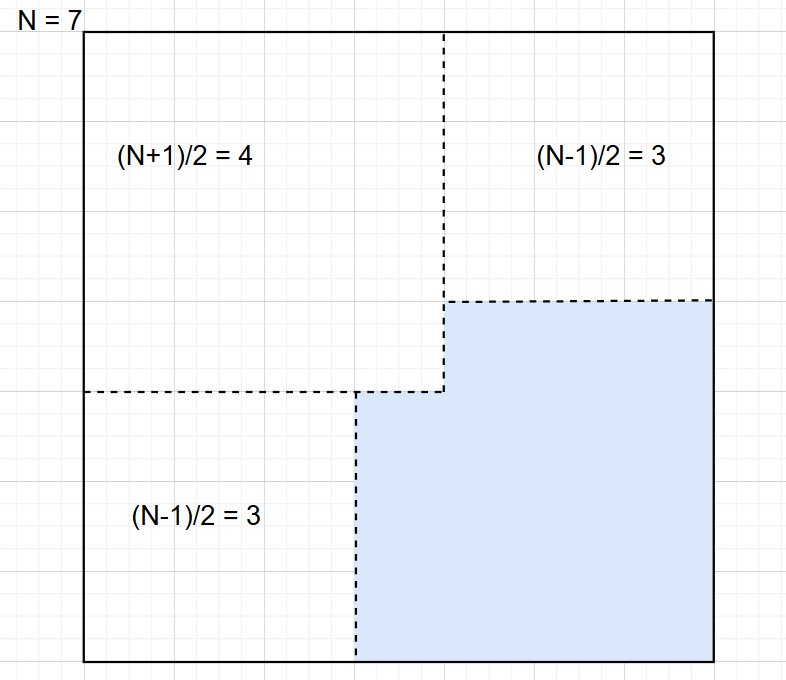 N = 7
(N+1)/2 = 4
(N-1)/2 = 3
(N-1)/2 = 3